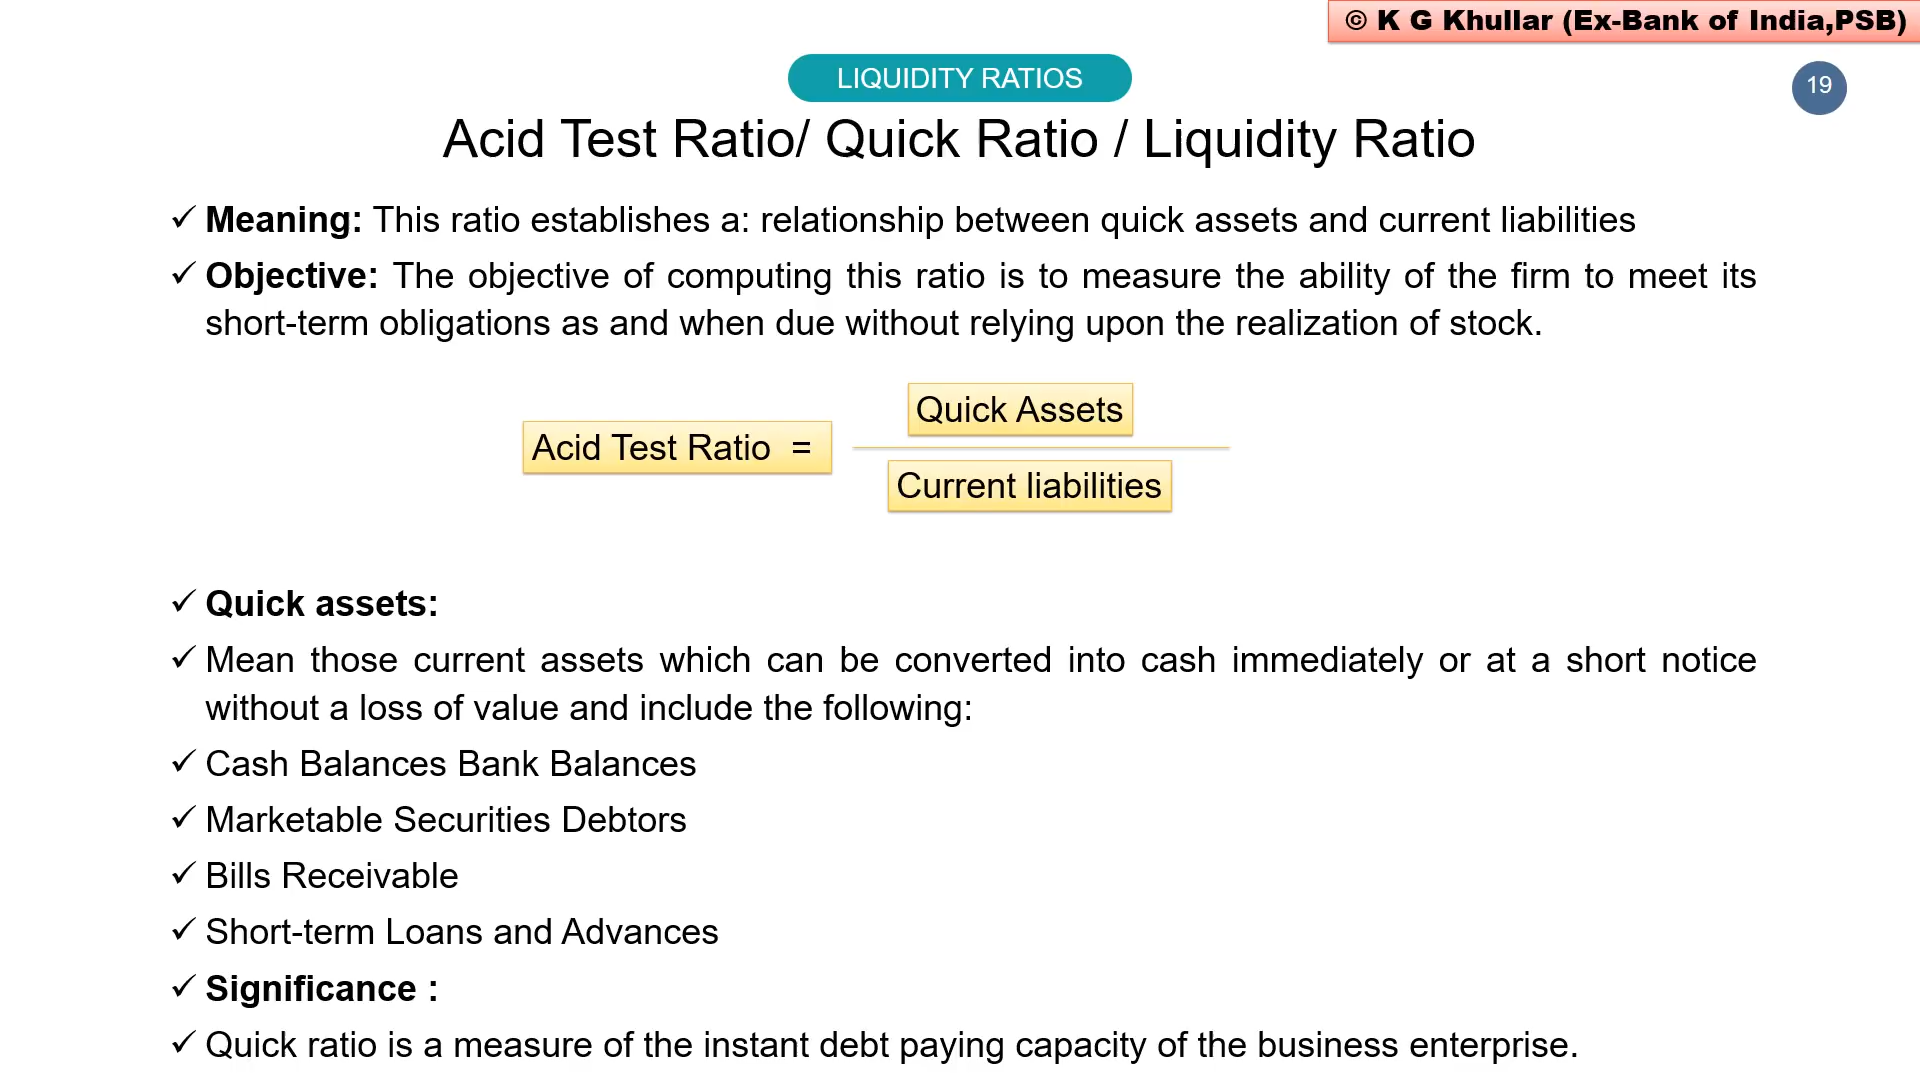 © K G Khullar (Ex-Bank of India,PSB)
LIQUIDITY RATIOS
19
Acid Test Ratio/ Quick Ratio / Liquidity Ratio
✓ Meaning: This ratio establishes a: relationship between quick assets and current liabilities
✓ Objective: The objective of computing this ratio is to measure the ability of the firm to meet its
short-term obligations as and when due without relying upon the realization of stock.
Quick Assets
Acid Test Ratio =
Current liabilities
✓ Quick assets:
✓ Mean those current assets which can be converted into cash immediately or at a short notice
without a loss of value and include the following:
✓ Cash Balances Bank Balances
✓ Marketable Securities Debtors
✓ Bills Receivable
✓ Short-term Loans and Advances
✓ Significance :
✓ Quick ratio is a measure of the instant debt paying capacity of the business enterprise.